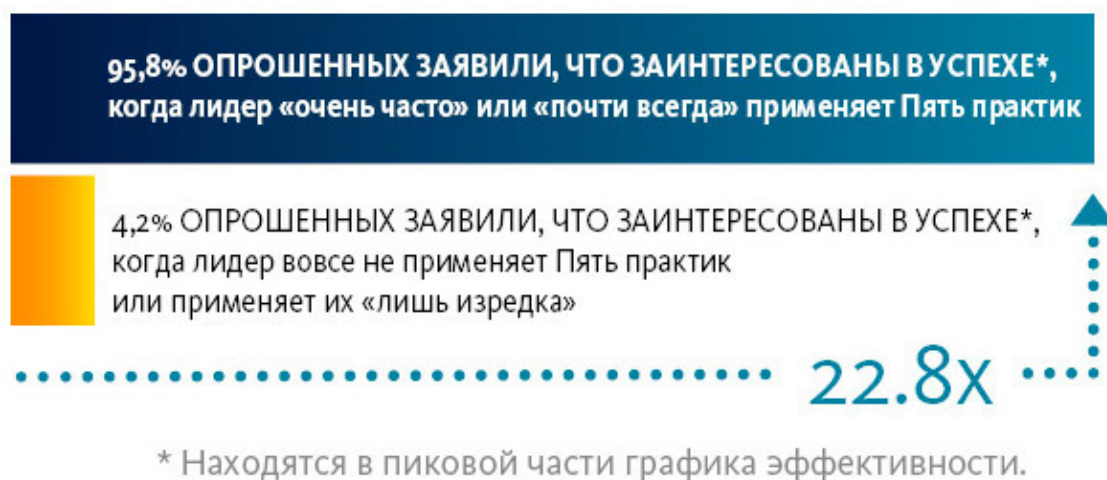 95,8% ОПРОШЕННЫХ ЗАЯВИЛИ, ЧТО ЗАИНТЕРЕСОВАНЫ В УСПЕХЕ*,
когда лидер «очень часто» или «почти всегда» применяет Пять практик
4,2% ОПРОШЕННЫХ ЗАЯВИЛИ, ЧТО ЗАИНТЕРЕСОВАНЫ В УСПЕХЕ*,
когда лидер вовсе не применяет Пять практик
или применяет их «лишь изредка»
22.8x
* Находятся в пиковой части графика эффективности.